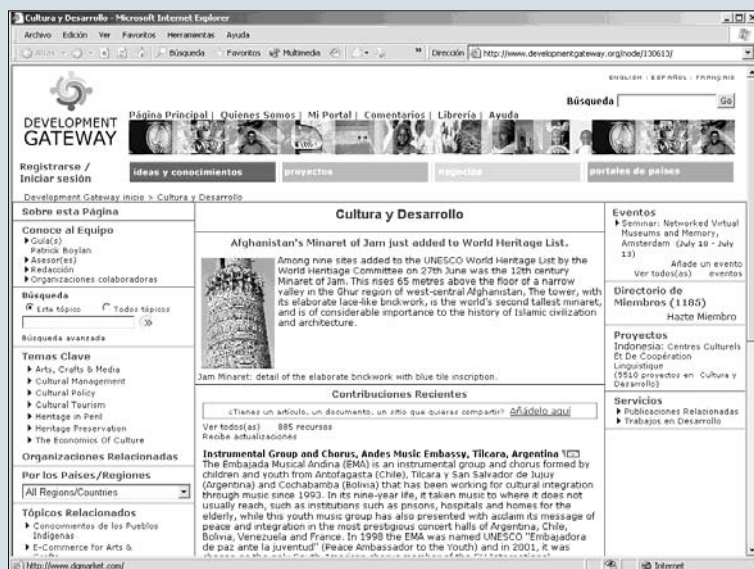 Cultura y Desarrollo - Microsoft Internet Explorer
Archivo Edición Ver Favoritos Herramientas Ayuda
Atrás Búsqueda Favoritos Multimedia » Dirección http://www.developmentgateway.org/node/130613/
ENGLISH : ESPAÑOL : FRANÇAIS
Búsqueda Go
DEVELOPMENT
GATEWAY
Página Principal | Quienes Somos | Mi Portal | Comentarios | Librería | Ayuda
Registrarse /
Iniciar sesión
ideas y conocimientos
proyectos
negocios
portales de países
Development Gateway inicio > Cultura y Desarrollo
Sobre esta Página
Conoce al Equipo
Guía(s)
Patrick Boylan
Asesor(es)
Redacción
Organizaciones colaboradoras
Búsqueda
Este tópico Todos tópicos
Búsqueda avanzada
Temas Clave
Arts, Crafts & Media
Cultural Management
Cultural Policy
Cultural Tourism
Heritage in Peril
Heritage Preservation
The Economics Of Culture
Organizaciones Relacionadas
Por los Países/Regiones
All Regions/Countries
Tópicos Relacionados
Conocimientos de los Pueblos
Indígenas
E-Commerce for Arts &
Cultura y Desarrollo
Afghanistan's Minaret of Jam just added to World Heritage List.
Among nine sites added to the UNESCO World Heritage List by the
World Heritage Committee on 27th June was the 12th century
Minaret of Jam. This rises 65 metres above the floor of a narrow
valley in the Ghur region of west-central Afghanistan. The tower, with
its elaborate lace-like brickwork, is the world's second tallest minaret,
and is of considerable importance to the history of Islamic civilization
and architecture.
Jam Minaret: detail of the elaborate brickwork with blue tile inscription.
Contribuciones Recientes
¿Tienes un artículo, un documento, un sitio que quieras compartir? Añádelo aquí
Ver todos(as) 885 recursos
Recibe actualizaciones
Instrumental Group and Chorus, Andes Music Embassy, Tilcara, Argentina
The Embajada Musical Andina (EMA) is an instrumental group and chorus formed by
children and youth from Antofagasta (Chile), Tilcara y San Salvador de Jujuy
(Argentina) and Cochabamba (Bolivia) that has been working for cultural integration
through music since 1993. In its nine-year life, it taken music to where it does not
usually reach, such as institutions such as prisons, hospitals and homes for the
elderly, while this youth music group has also presented with acclaim its message of
peace and integration in the most prestigious concert halls of Argentina, Chile,
Bolivia, Venezuela and France. In 1998 the EMA was named UNESCO "Embajadora
de paz ante la juventud" (Peace Ambassador to the Youth) and in 2001, it was
Eventos
Seminar: Networked Virtual
Museums and Memory,
Amsterdam (July 10 - July
13)
Añade un evento
Ver todos(as) eventos
Directorio de
Miembros (1185)
Hazte Miembro
Proyectos
Indonesia: Centres Culturels
Et De Coopération
Linguistique
(5510 proyectos en Cultura y
Desarrollo)
Servicios
Publicaciones Relacionadas
Trabajos en Desarrollo
http://www.dgmarket.com/
Internet